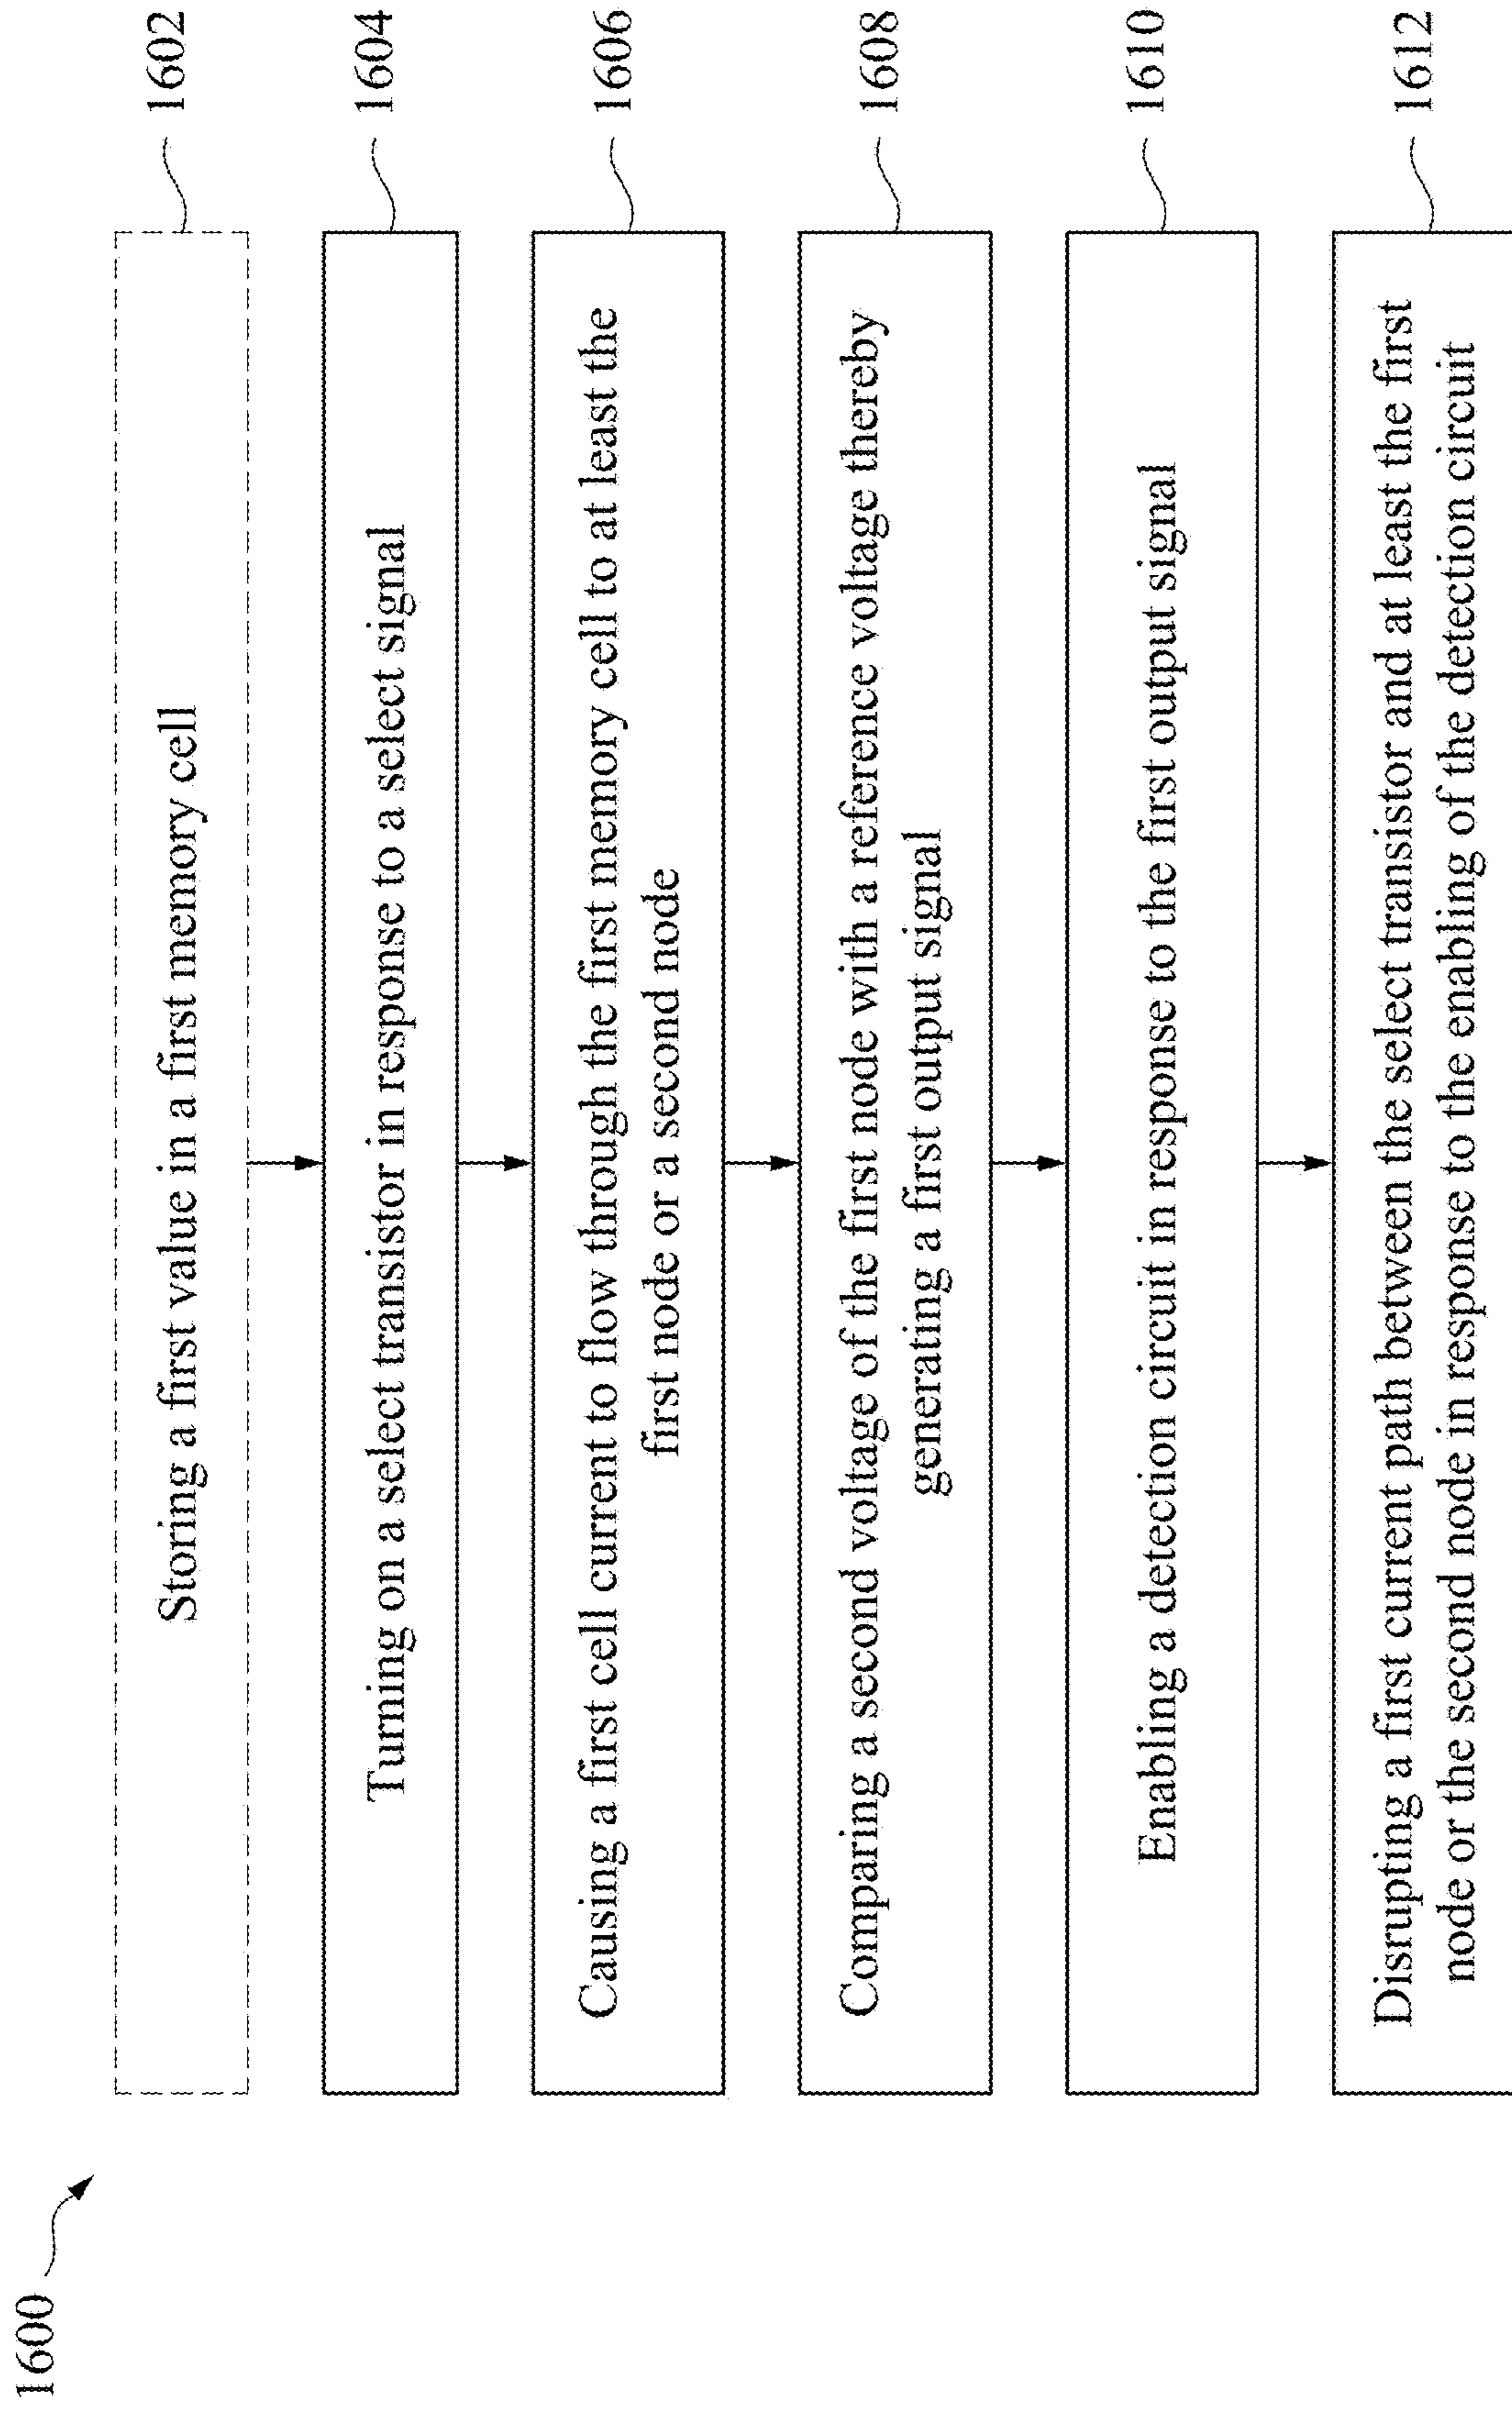 1600
Storing a first value in a first memory cell
1602
Turning on a select transistor in response to a select signal
1604
Causing a first cell current to flow through the first memory cell to at least the
first node or a second node
1606
Comparing a second voltage of the first node with a reference voltage thereby
generating a first output signal
1608
Enabling a detection circuit in response to the first output signal
1610
Disrupting a first current path between the select transistor and at least the first
node or the second node in response to the enabling of the detection circuit
1612